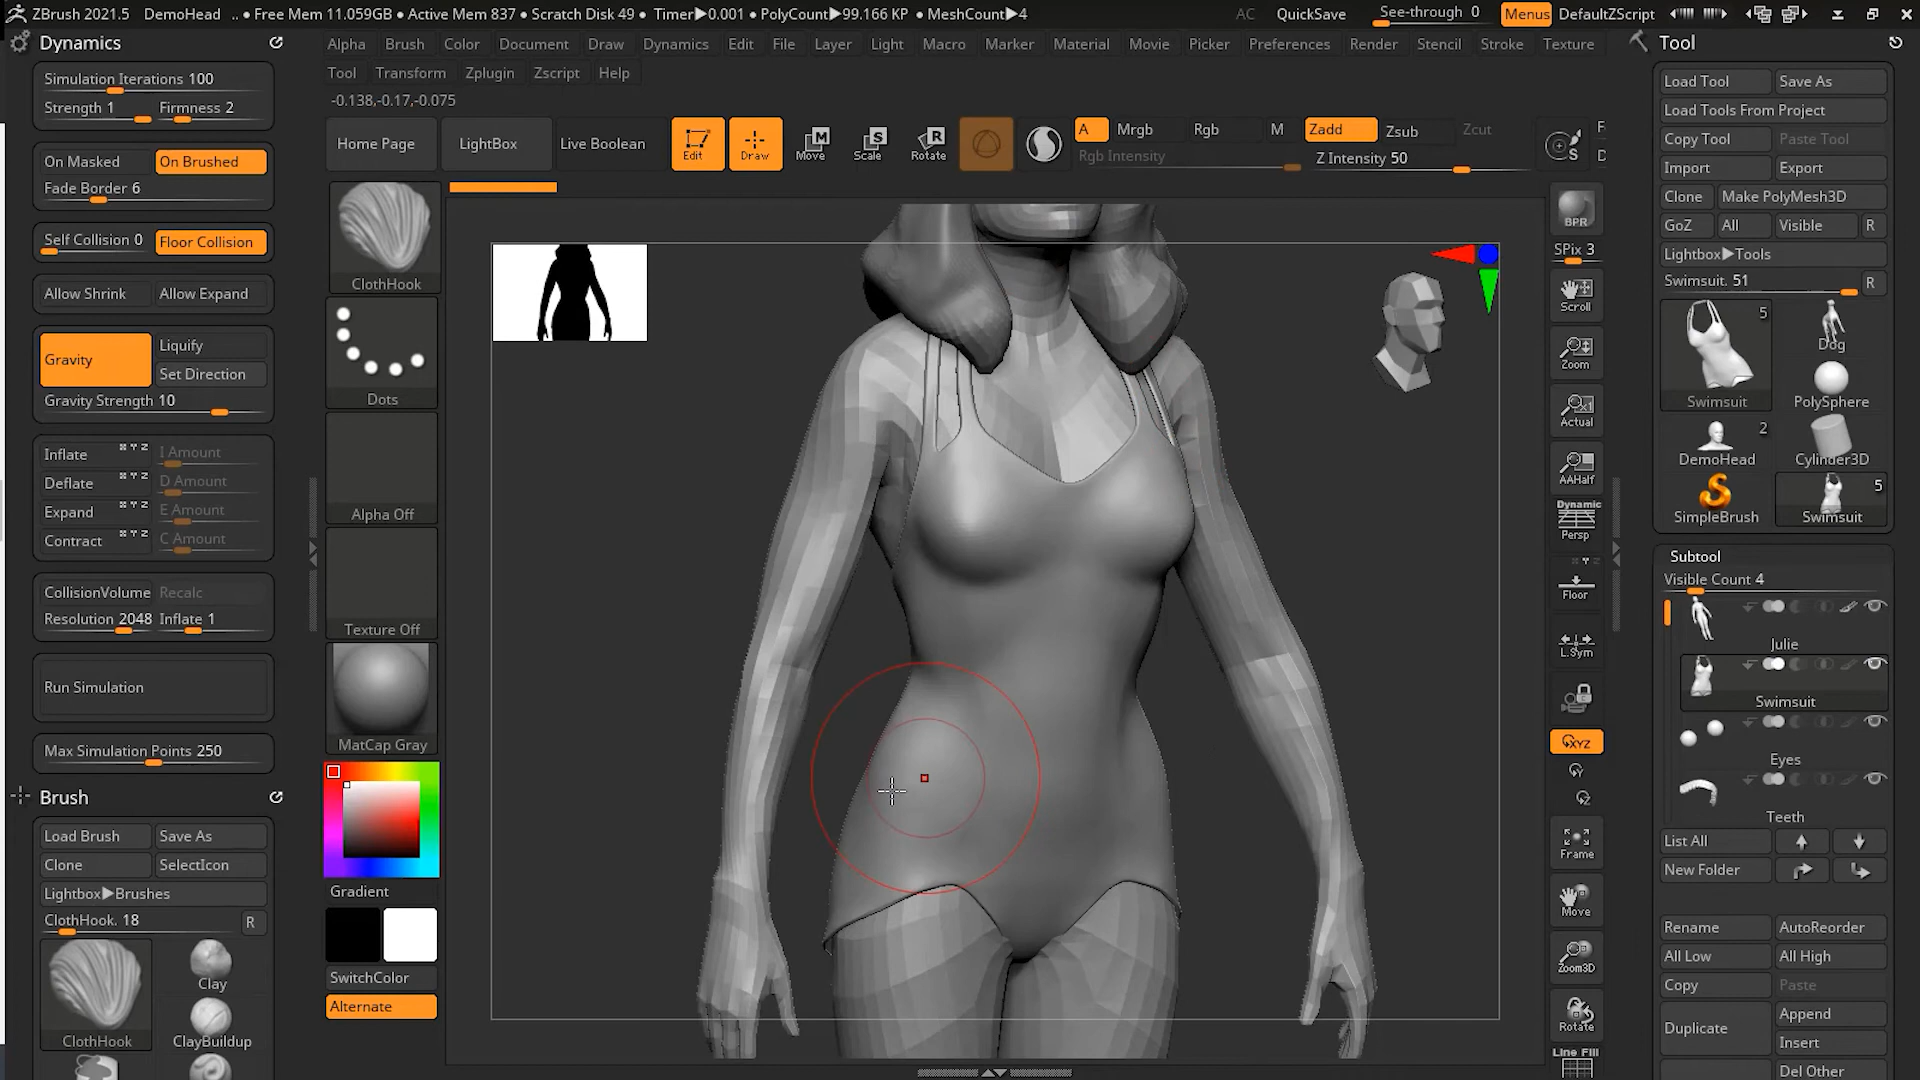 ZBrush 2021.5 DemoHead .. ● Free Mem 11.059GB ● Active Mem 837 ● Scratch Disk 49 ● Timer▶0.001 ● PolyCount▶99.166 KP ● MeshCount▶4 AC QuickSave See-through 0 Menus DefaultZScript
Dynamics
Alpha Brush Color Document Draw Dynamics Edit File Layer Light Macro Marker Material Movie Picker Preferences Render Stencil Stroke Texture
Tool Transform Zplugin Zscript Help
-0.138,-0.17,-0.075
Home Page LightBox Live Boolean Edit Draw Move Scale Rotate
A Mrgb Rgb M Zadd Zsub Zcut
Rgb Intensity Z Intensity 50
S
F
D
Simulation Iterations 100
Strength 1 Firmness 2
On Masked On Brushed
Fade Border 6
Self Collision 0 Floor Collision
Allow Shrink Allow Expand
Gravity Liquify
Set Direction
Gravity Strength 10
Inflate X Y Z I Amount
Deflate X Y Z D Amount
Expand X Y Z E Amount
Contract X Y Z C Amount
CollisionVolume Recalc
Resolution 2048 Inflate 1
Run Simulation
Max Simulation Points 250
Brush
Load Brush Save As
Clone SelectIcon
Lightbox▶Brushes
ClothHook. 18 R
ClothHook
Clay
ClayBuildup
ClothHook
Dots
Alpha Off
Texture Off
MatCap Gray
Gradient
SwitchColor
Alternate
BPR
SPix 3
Scroll
Zoom
Actual
AAHalf
Dynamic
Persp
Floor
L.Sym
XYZ
Y
Z
Frame
Move
Zoom3D
Rotate
Line Fill
Tool
Load Tool Save As
Load Tools From Project
Copy Tool Paste Tool
Import Export
Clone Make PolyMesh3D
GoZ All Visible R
Lightbox▶Tools
Swimsuit. 51 R
5
Swimsuit
Dog
PolySphere
2
DemoHead
Cylinder3D
SimpleBrush
5
Swimsuit
Subtool
Visible Count 4
Julie
Swimsuit
Eyes
Teeth
List All
New Folder
Rename AutoReorder
All Low All High
Copy Paste
Duplicate Append
Insert
Del Other